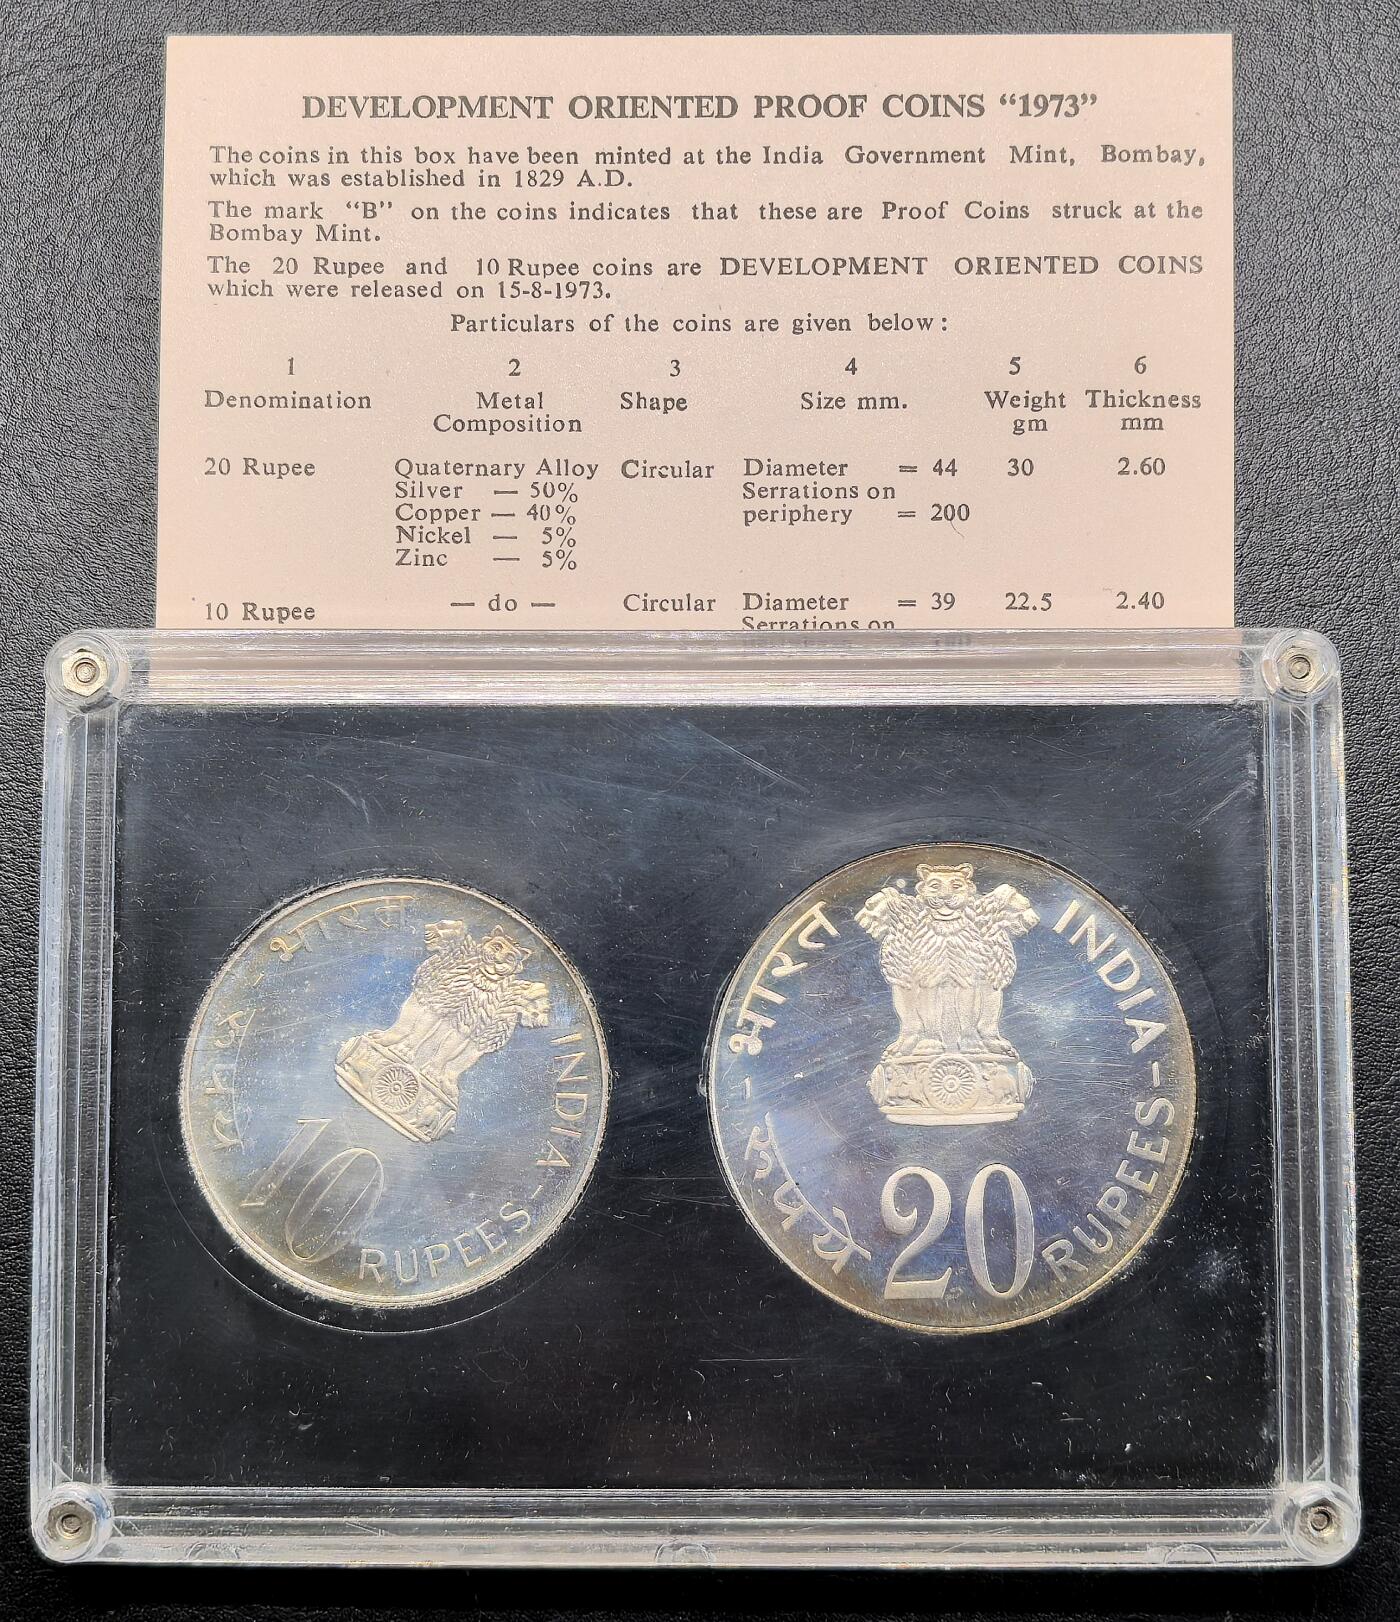 DEVELOPMENT ORIENTED PROOF COINS “1973”
The coins in this box have been minted at the India Government Mint, Bombay,
which was established in 1829 A.D.
The mark “B” on the coins indicates that these are Proof Coins struck at the
Bombay Mint.
The 20 Rupee and 10 Rupee coins are DEVELOPMENT ORIENTED COINS
which were released on 15-8-1973.
Particulars of the coins are given below:
1 2 3 4 5 6
Denomination Metal Shape Size mm. Weight Thickness
Composition gm mm
20 Rupee Quaternary Alloy Circular Diameter = 44 30 2.60
Silver — 50% Serrations on
Copper — 40% periphery = 200
Nickel — 5%
Zinc — 5%
10 Rupee — do — Circular Diameter = 39 22.5 2.40
Serrations on
भारत INDIA
रुपये 10 RUPEES
भारत INDIA
रुपये 20 RUPEES